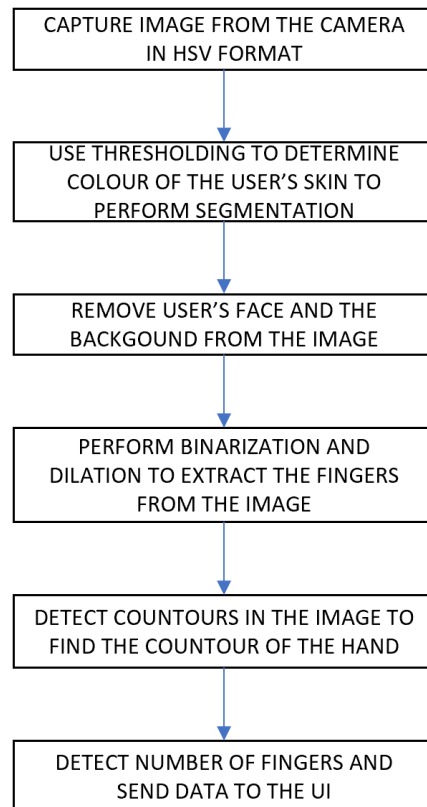 CAPTURE IMAGE FROM THE CAMERA
IN HSV FORMAT
USE THRESHOLDING TO DETERMINE
COLOUR OF THE USER’S SKIN TO
PERFORM SEGMENTATION
REMOVE USER’S FACE AND THE
BACKGOUND FROM THE IMAGE
PERFORM BINARIZATION AND
DILATION TO EXTRACT THE FINGERS
FROM THE IMAGE
DETECT COUNTOURS IN THE IMAGE TO
FIND THE COUNTOUR OF THE HAND
DETECT NUMBER OF FINGERS AND
SEND DATA TO THE UI